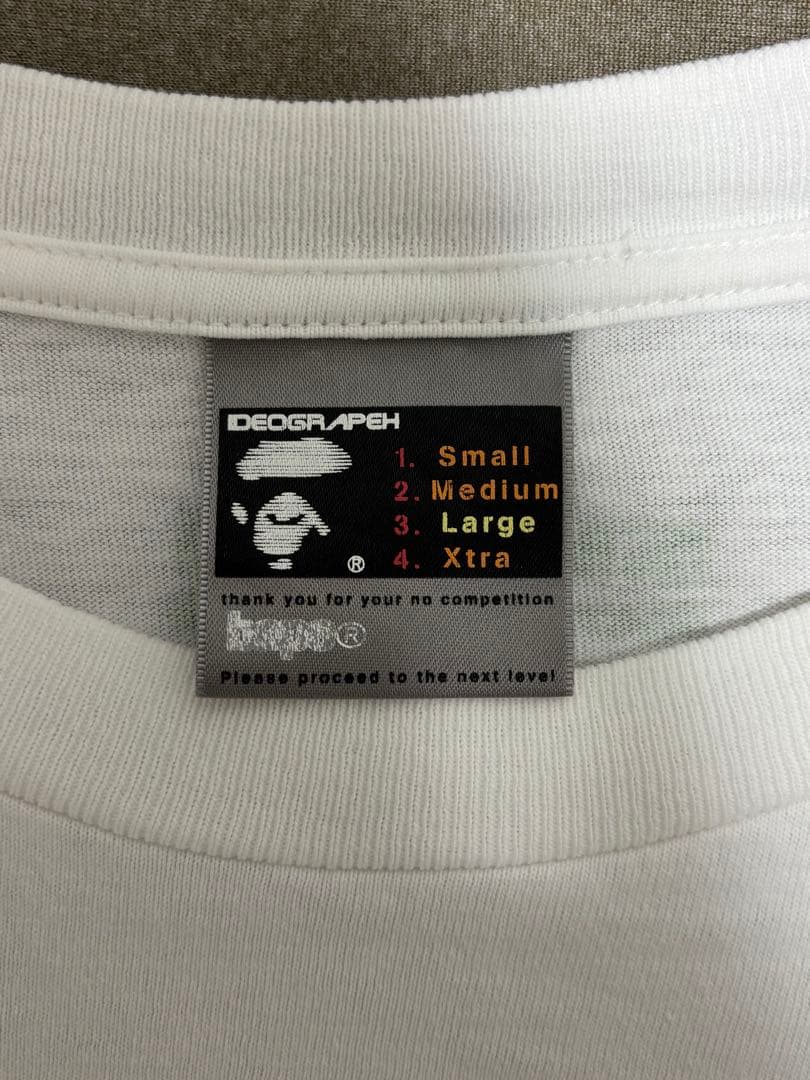 IDEOGRAPEH
1. Small
2. Medium
3. Large
4. Xtra
®
thank you for your no competition
bape®
Please proceed to the next level